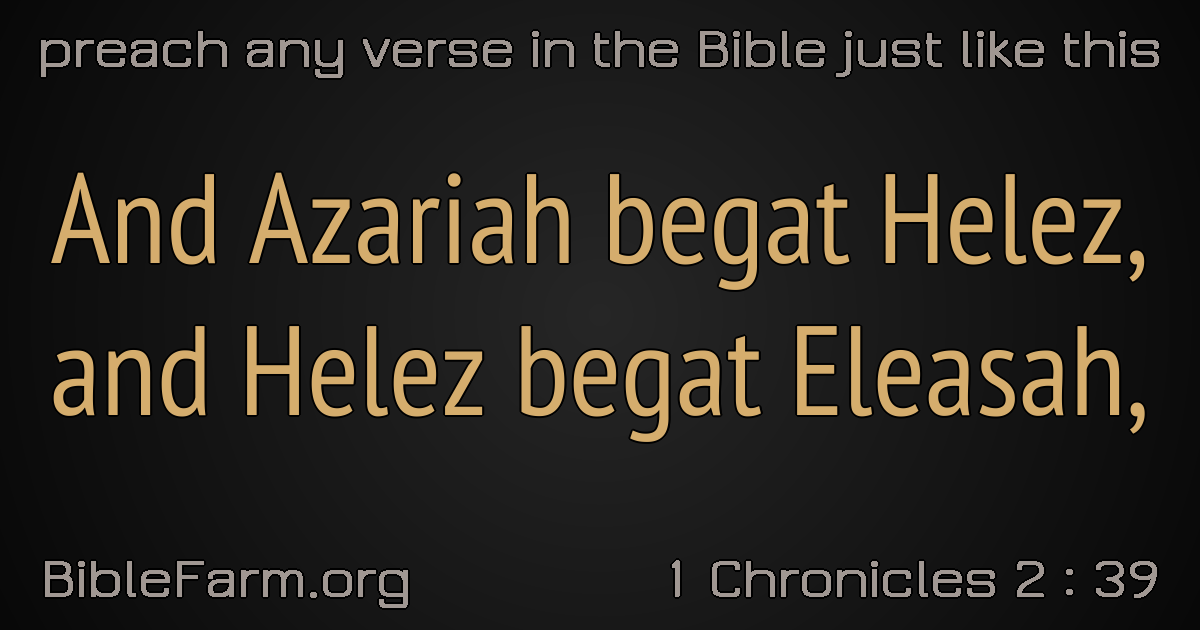 preach any verse in the Bible just like this
And Azariah begat Helez,
and Helez begat Eleasah,
BibleFarm.org
1 Chronicles 2 : 39